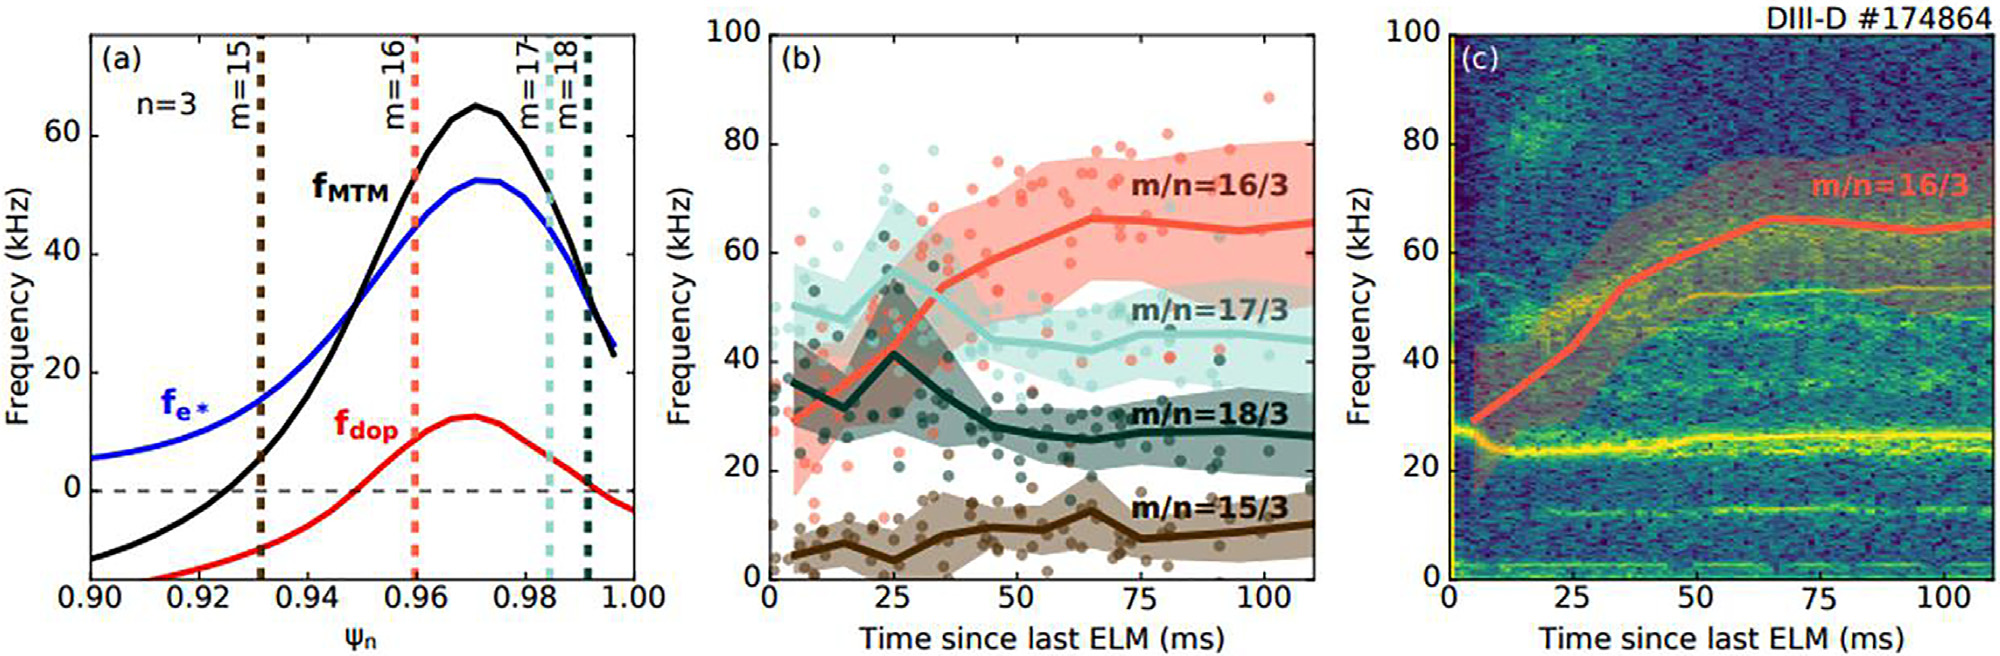 DIII-D #174864
(a)
n=3
m=15
m=16
m=17
m=18
fMTM
fe*
fdop
Frequency (kHz)
60
40
20
0
0.90 0.92 0.94 0.96 0.98 1.00
ψn
(b)
m/n=16/3
m/n=17/3
m/n=18/3
m/n=15/3
Frequency (kHz)
100
80
60
40
20
0
0 25 50 75 100
Time since last ELM (ms)
(c)
m/n=16/3
Frequency (kHz)
100
80
60
40
20
0
0 25 50 75 100
Time since last ELM (ms)